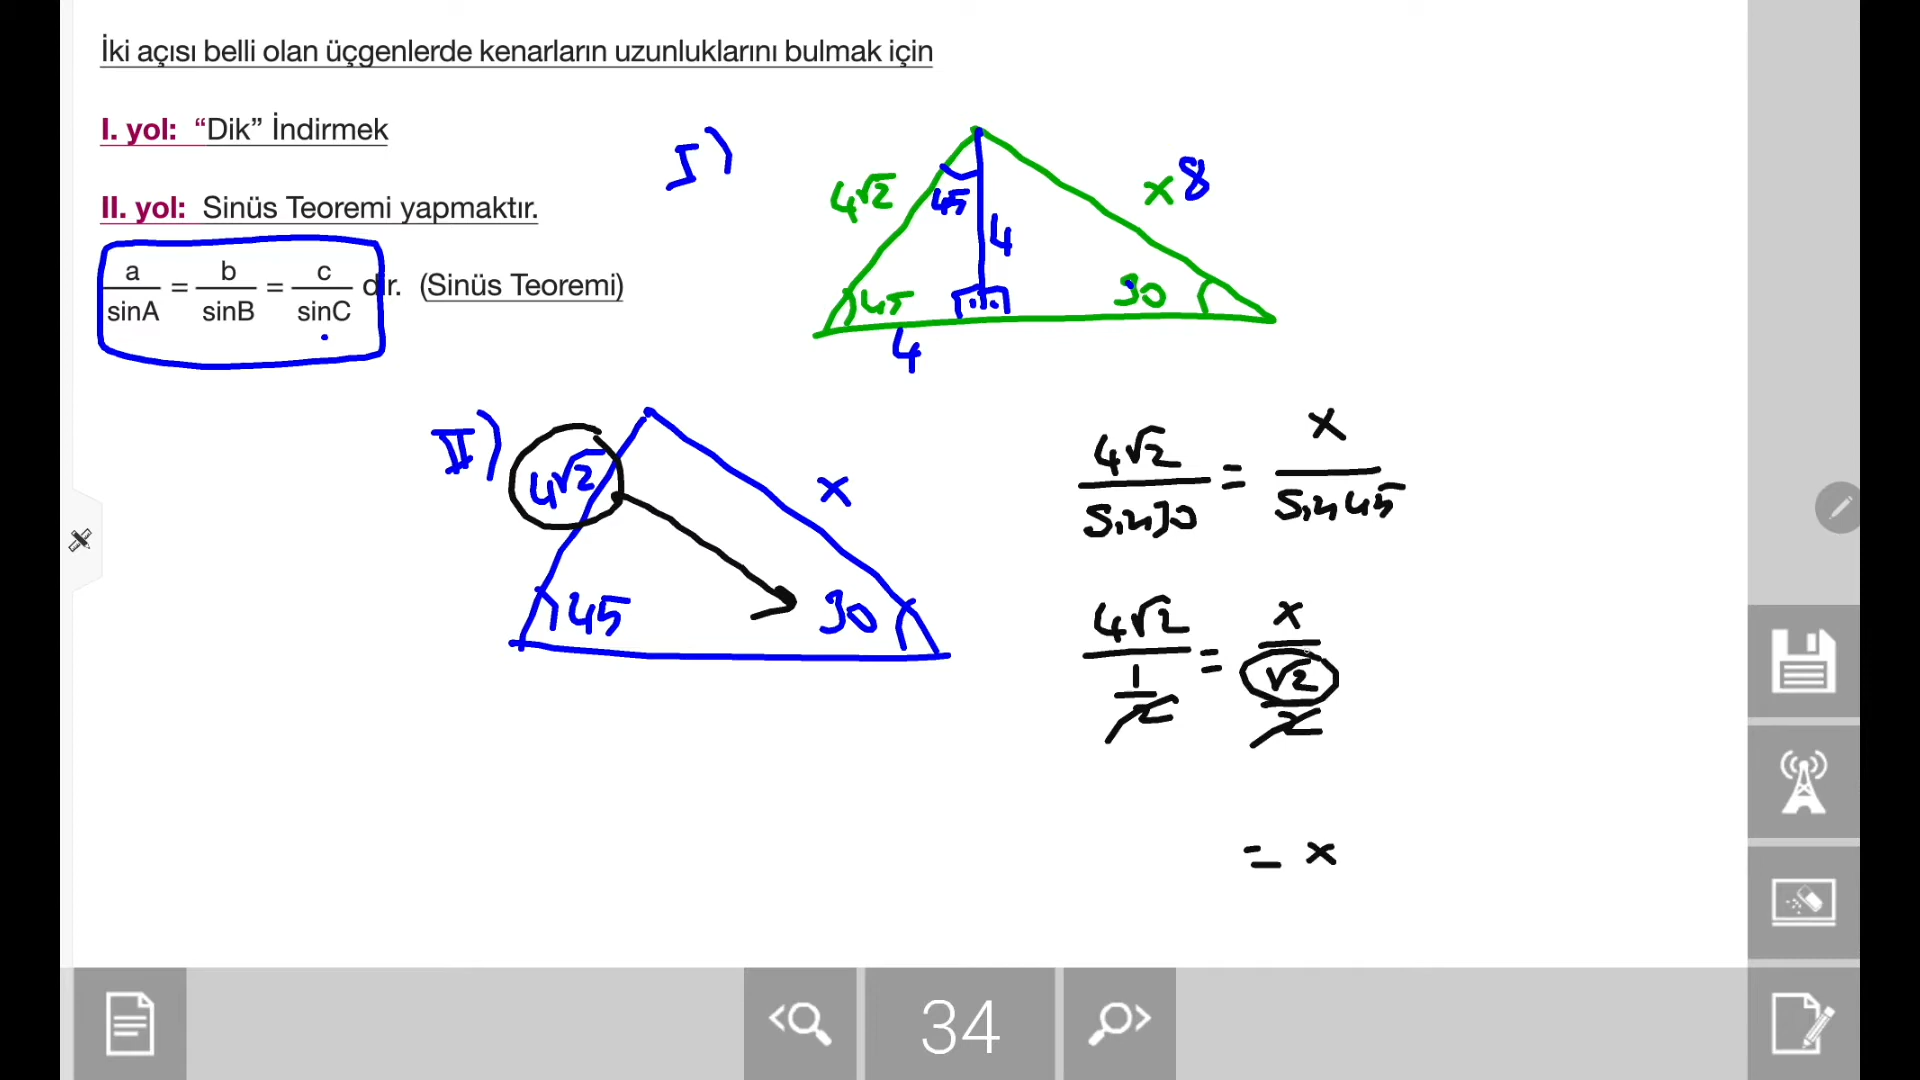 İki açısı belli olan üçgenlerde kenarların uzunluklarını bulmak için
I. yol: “Dik” İndirmek
II. yol: Sinüs Teoremi yapmaktır.
a/sinA = b/sinB = c/sinC dir. (Sinüs Teoremi)
I)
4√2 45 4 x 8
45 30
4
II)
4√2 x
45 30
4√2/Sin30 = x/Sin45
4√2/(1/2) = x/(√2/2)
= x
34